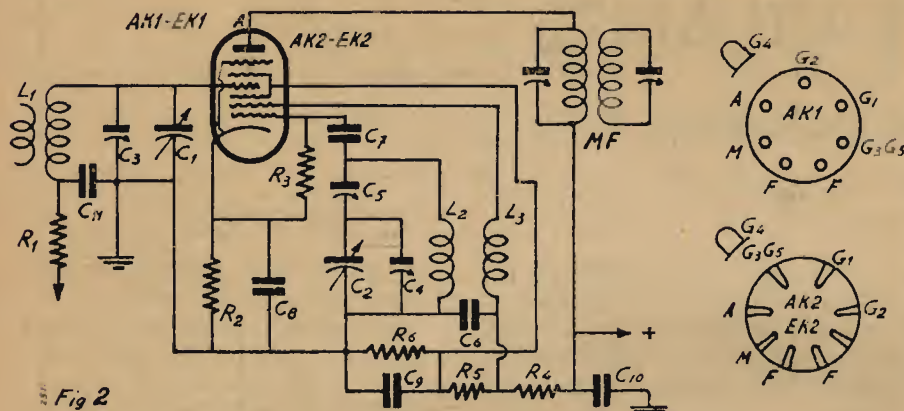 AK1-EK1
AK2-EK2
A
L1
C3
C1
C11
R1
R3
C7
C5
R2
C8
C2
C4
L2
L3
C6
R6
C9
R5
R4
C10
+
MF
G4
G2
A
G1
AK1
M
G3G5
F
F
G4
G3G5
G1
A
AK2
EK2
G2
M
F
F
Fig 2